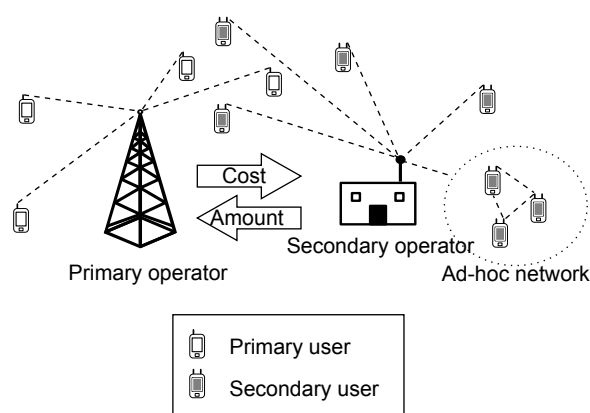 Cost
Amount
Primary operator
Secondary operator
Ad-hoc network
Primary user
Secondary user